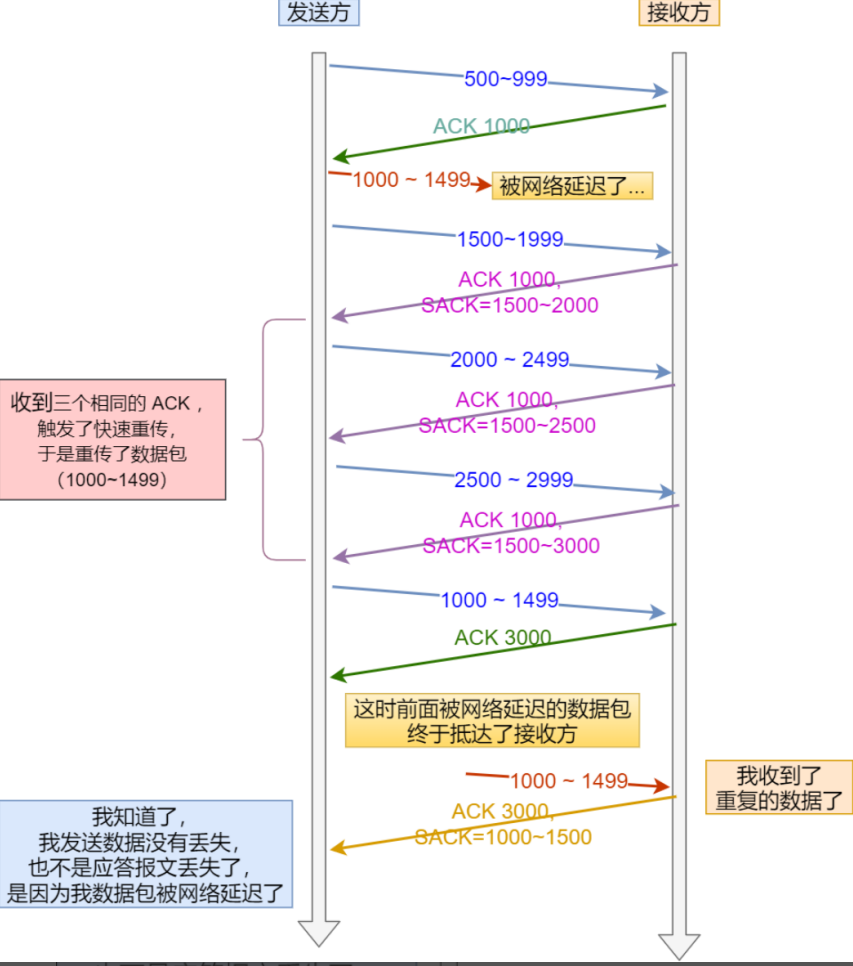 发送方
接收方
500~999
ACK 1000
1000 ~ 1499
被网络延迟了...
1500~1999
ACK 1000,
SACK=1500~2000
2000 ~ 2499
收到三个相同的 ACK ，
触发了快速重传，
于是重传了数据包
（1000~1499）
ACK 1000,
SACK=1500~2500
2500 ~ 2999
ACK 1000,
SACK=1500~3000
1000 ~ 1499
ACK 3000
这时前面被网络延迟的数据包
终于抵达了接收方
1000 ~ 1499
我收到了
重复的数据了
ACK 3000,
SACK=1000~1500
我知道了，
我发送数据没有丢失，
也不是应答报文丢失了，
是因为我数据包被网络延迟了